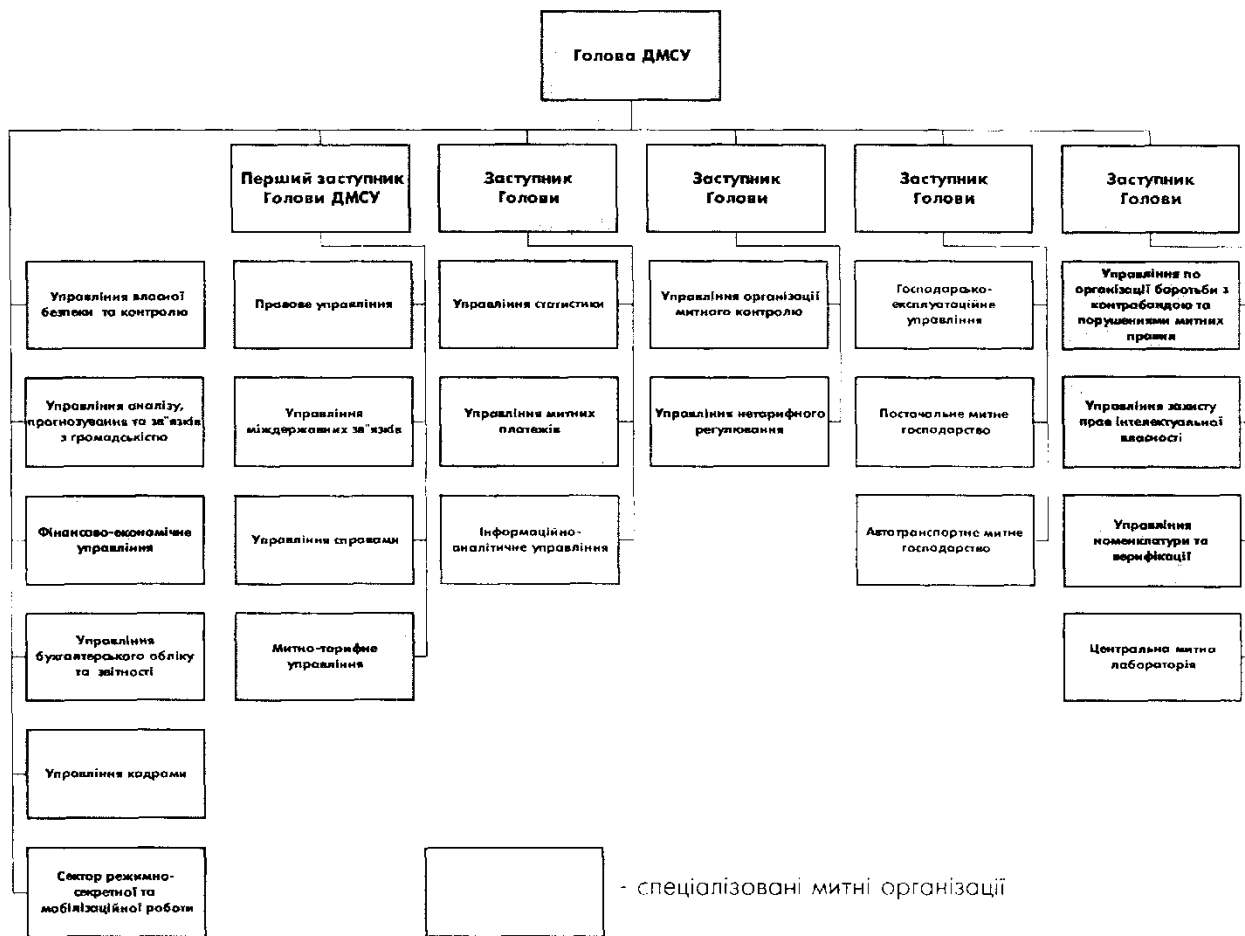 Голова ДМСУ
Перший заступник
Голови ДМСУ
Заступник
Голови
Заступник
Голови
Заступник
Голови
Заступник
Голови
Управління власної
безпеки та контролю
Управління аналізу,
прогнозування та зв"язків
з громадськістю
Фінансово-економічне
управління
Управління
бухгалтерського обліку
та звітності
Управління кадрами
Сектор режимно-
секретної та
мобілізаційної роботи
Правове управління
Управління
міждержавних зв"язків
Управління справами
Митно-тарифне
управління
Управління статистики
Управління митних
платежів
Інформаційно-
аналітичне управління
Управління організації
митного контролю
Управління нетарифного
регулювання
Господарсько-
експлуатаційне
управління
Постачальне митне
господарство
Автотранспортне митне
господарство
Управління по
організації боротьби з
контрабандою та
порушеннями митних
правил
Управління захисту
прав інтелектуальної
власності
Управління
номенклатури та
верифікації
Центральна митна
лабораторія
- спеціалізовані митні організації